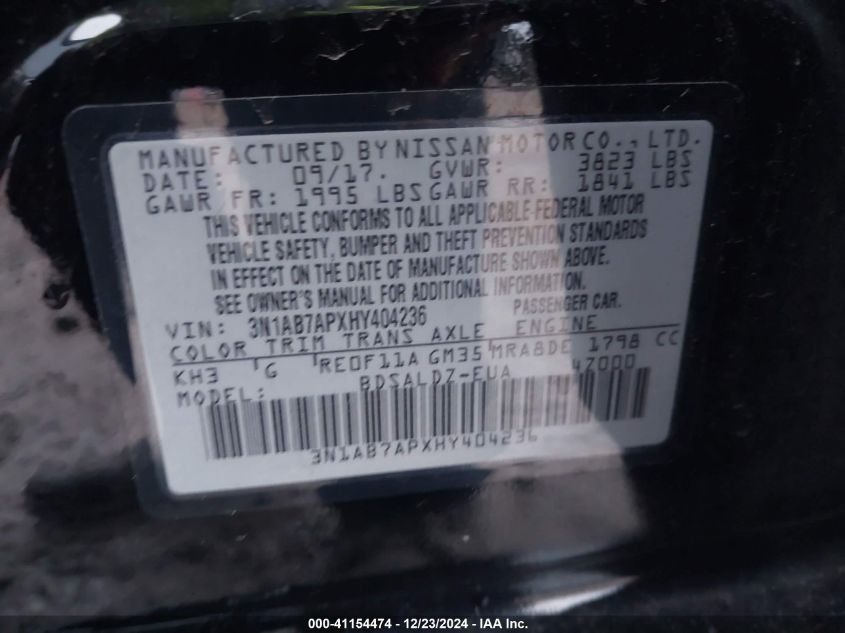 MANUFACTURED BY NISSAN MOTOR CO., LTD.
DATE: 09/17. GVWR: 3823 LBS
GAWR FR: 1995 LBS GAWR RR: 1841 LBS
THIS VEHICLE CONFORMS TO ALL APPLICABLE FEDERAL MOTOR
VEHICLE SAFETY, BUMPER AND THEFT PREVENTION STANDARDS
IN EFFECT ON THE DATE OF MANUFACTURE SHOWN ABOVE.
SEE OWNER'S MANUAL FOR ADDITIONAL INFORMATION.
VIN: 3N1AB7APXHY404236 PASSENGER CAR.
COLOR TRIM TRANS AXLE ENGINE
KH3 G RE0F11A GM35 MRA8DE 1798 CC
MODEL: BDSALDZ-EUA 47000
3N1AB7APXHY404236
000-41154474 - 12/23/2024 - IAA Inc.